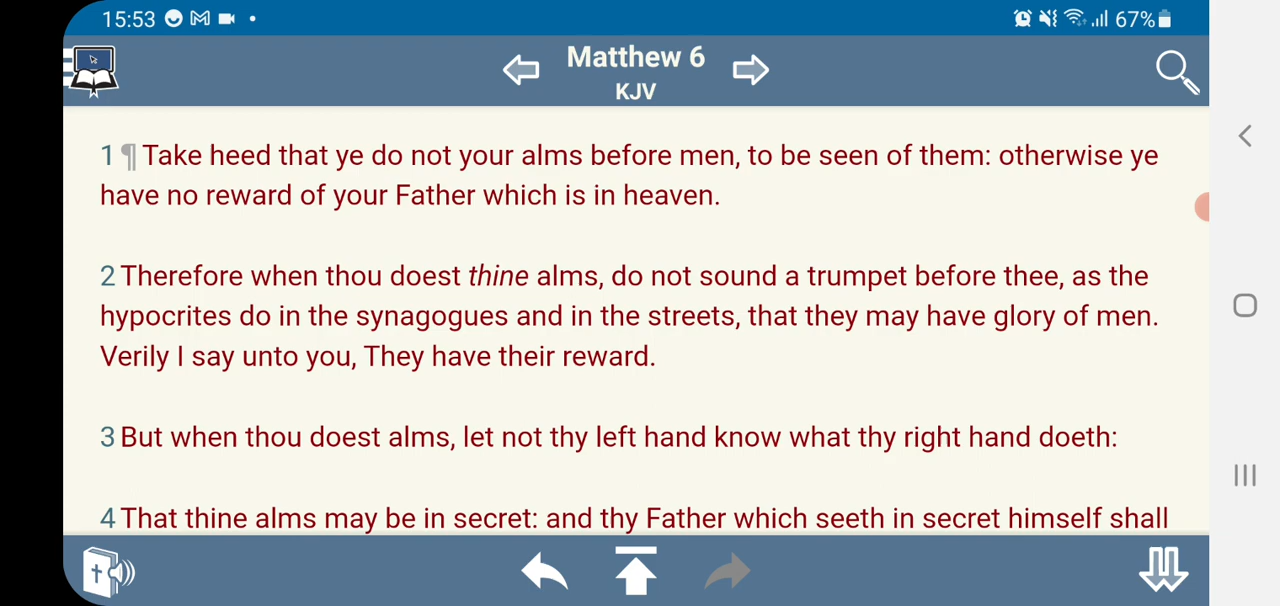 15:53 67%
Matthew 6
KJV
1 ¶ Take heed that ye do not your alms before men, to be seen of them: otherwise ye
have no reward of your Father which is in heaven.
2 Therefore when thou doest thine alms, do not sound a trumpet before thee, as the
hypocrites do in the synagogues and in the streets, that they may have glory of men.
Verily I say unto you, They have their reward.
3 But when thou doest alms, let not thy left hand know what thy right hand doeth:
4 That thine alms may be in secret: and thy Father which seeth in secret himself shall